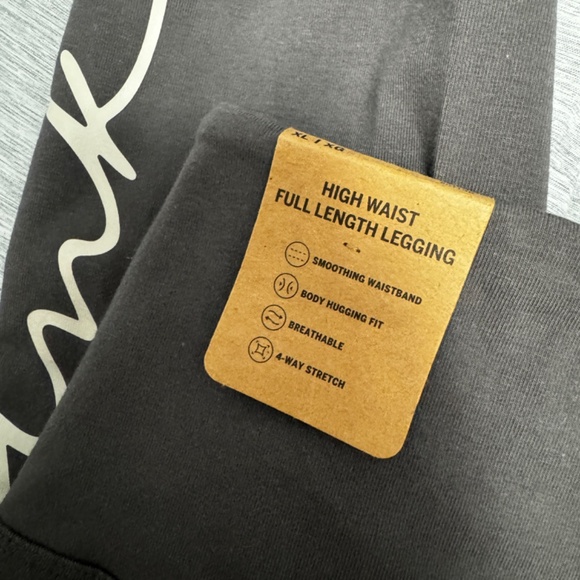 XL / XG
HIGH WAIST
FULL LENGTH LEGGING
SMOOTHING WAISTBAND
BODY HUGGING FIT
BREATHABLE
4-WAY STRETCH